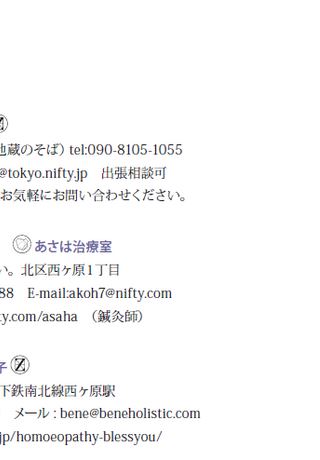 地蔵のそば） tel:090-8105-1055
@tokyo.nifty.jp　出張相談可
お気軽にお問い合わせください。
あさは治療室
い。北区西ヶ原1丁目
88　E-mail:akoh7@nifty.com
ty.com/asaha　（鍼灸師）
子
下鉄南北線西ヶ原駅
メール : bene@beneholistic.com
jp/homoeopathy-blessyou/